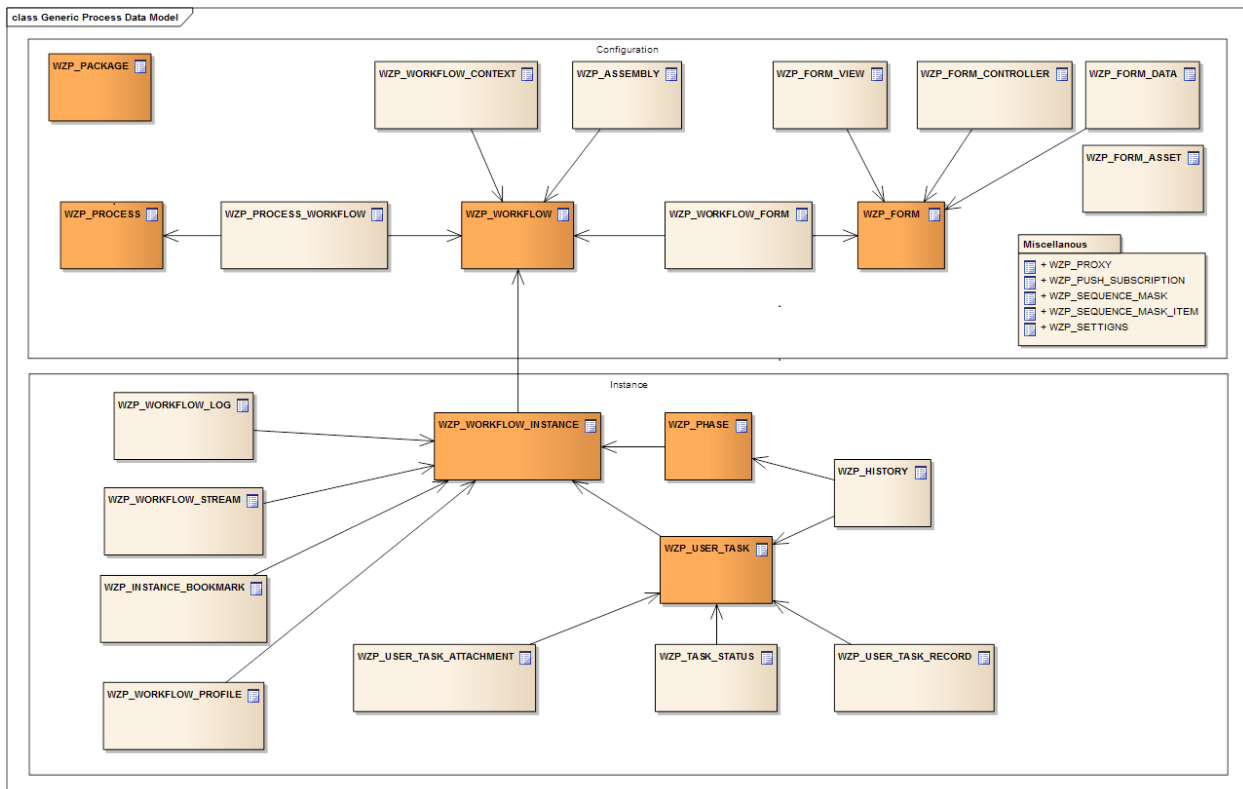 class Generic Process Data Model
Configuration
WZP_PACKAGE
WZP_WORKFLOW_CONTEXT
WZP_ASSEMBLY
WZP_FORM_VIEW
WZP_FORM_CONTROLLER
WZP_FORM_DATA
WZP_FORM_ASSET
WZP_PROCESS
WZP_PROCESS_WORKFLOW
WZP_WORKFLOW
WZP_WORKFLOW_FORM
WZP_FORM
Miscellanous
+ WZP_PROXY
+ WZP_PUSH_SUBSCRIPTION
+ WZP_SEQUENCE_MASK
+ WZP_SEQUENCE_MASK_ITEM
+ WZP_SETTIGNS
Instance
WZP_WORKFLOW_LOG
WZP_WORKFLOW_INSTANCE
WZP_PHASE
WZP_HISTORY
WZP_WORKFLOW_STREAM
WZP_USER_TASK
WZP_INSTANCE_BOOKMARK
WZP_USER_TASK_ATTACHMENT
WZP_TASK_STATUS
WZP_USER_TASK_RECORD
WZP_WORKFLOW_PROFILE